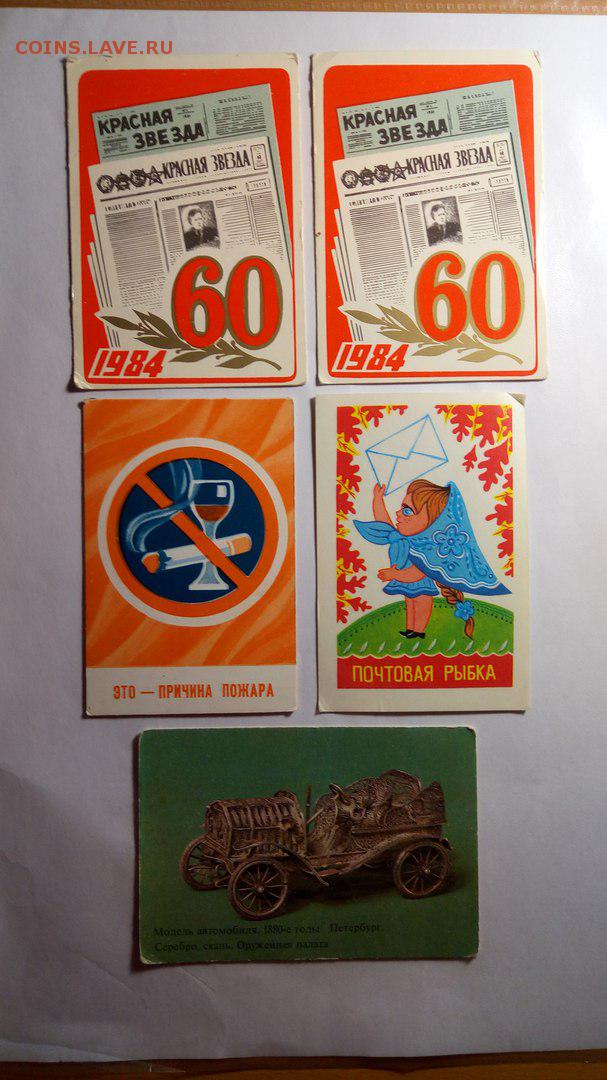 COINS.LAVE.RU
КРАСНАЯ
ЗВЕЗДА
КРАСНАЯ ЗВЕЗДА
60
1984
КРАСНАЯ
ЗВЕЗДА
КРАСНАЯ ЗВЕЗДА
60
1984
ЭТО — ПРИЧИНА ПОЖАРА
ПОЧТОВАЯ РЫБКА
Модель автомобиля. 1880-е годы Петербург.
Серебро, скань. Оружейная палата